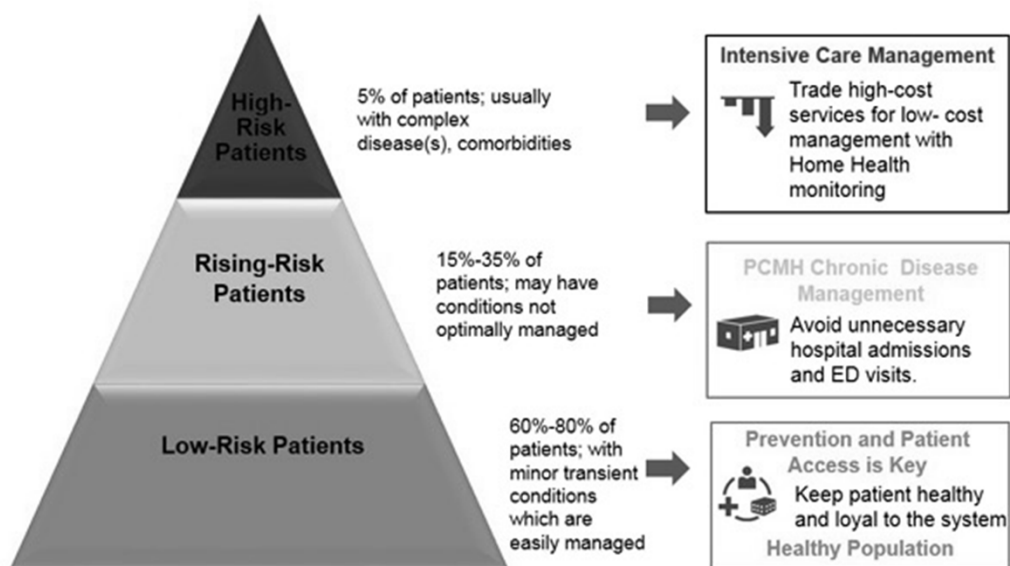 High-
Risk
Patients
5% of patients; usually
with complex
disease(s), comorbidities
Intensive Care Management
Trade high-cost
services for low- cost
management with
Home Health
monitoring
Rising-Risk
Patients
15%-35% of
patients; may have
conditions not
optimally managed
PCMH Chronic Disease
Management
Avoid unnecessary
hospital admissions
and ED visits.
Low-Risk Patients
60%-80% of
patients; with
minor transient
conditions
which are
easily managed
Prevention and Patient
Access is Key
Keep patient healthy
and loyal to the system
Healthy Population